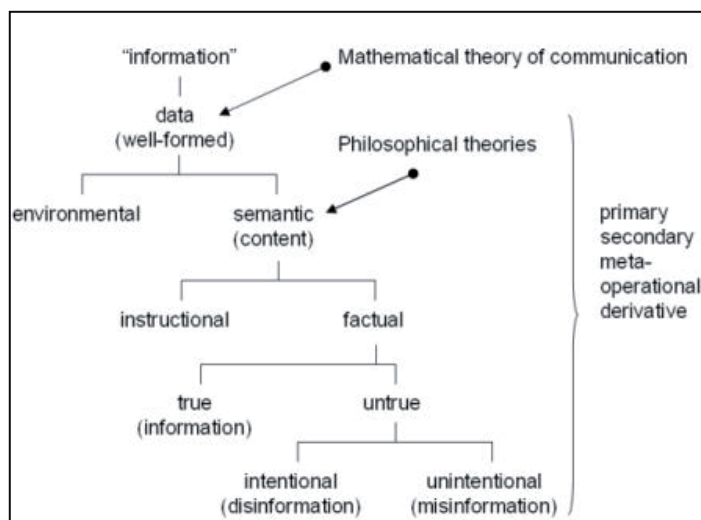 “information”
Mathematical theory of communication
data
(well-formed)
Philosophical theories
environmental
semantic
(content)
primary
secondary
meta-
operational
derivative
instructional
factual
true
(information)
untrue
intentional
(disinformation)
unintentional
(misinformation)